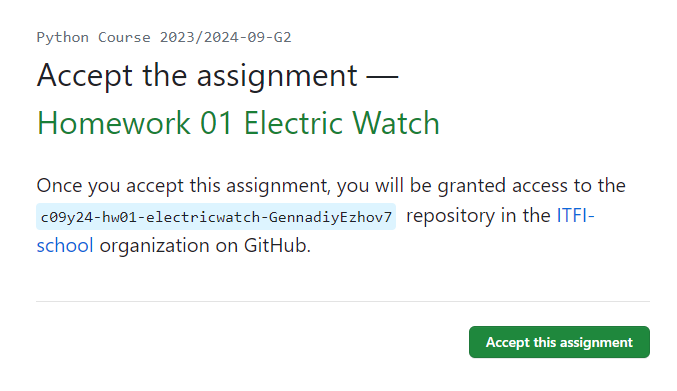 Python Course 2023/2024-09-G2
Accept the assignment —
Homework 01 Electric Watch
Once you accept this assignment, you will be granted access to the
c09y24-hw01-electricwatch-GennadiyEzhov7 repository in the ITFI-
school organization on GitHub.
Accept this assignment